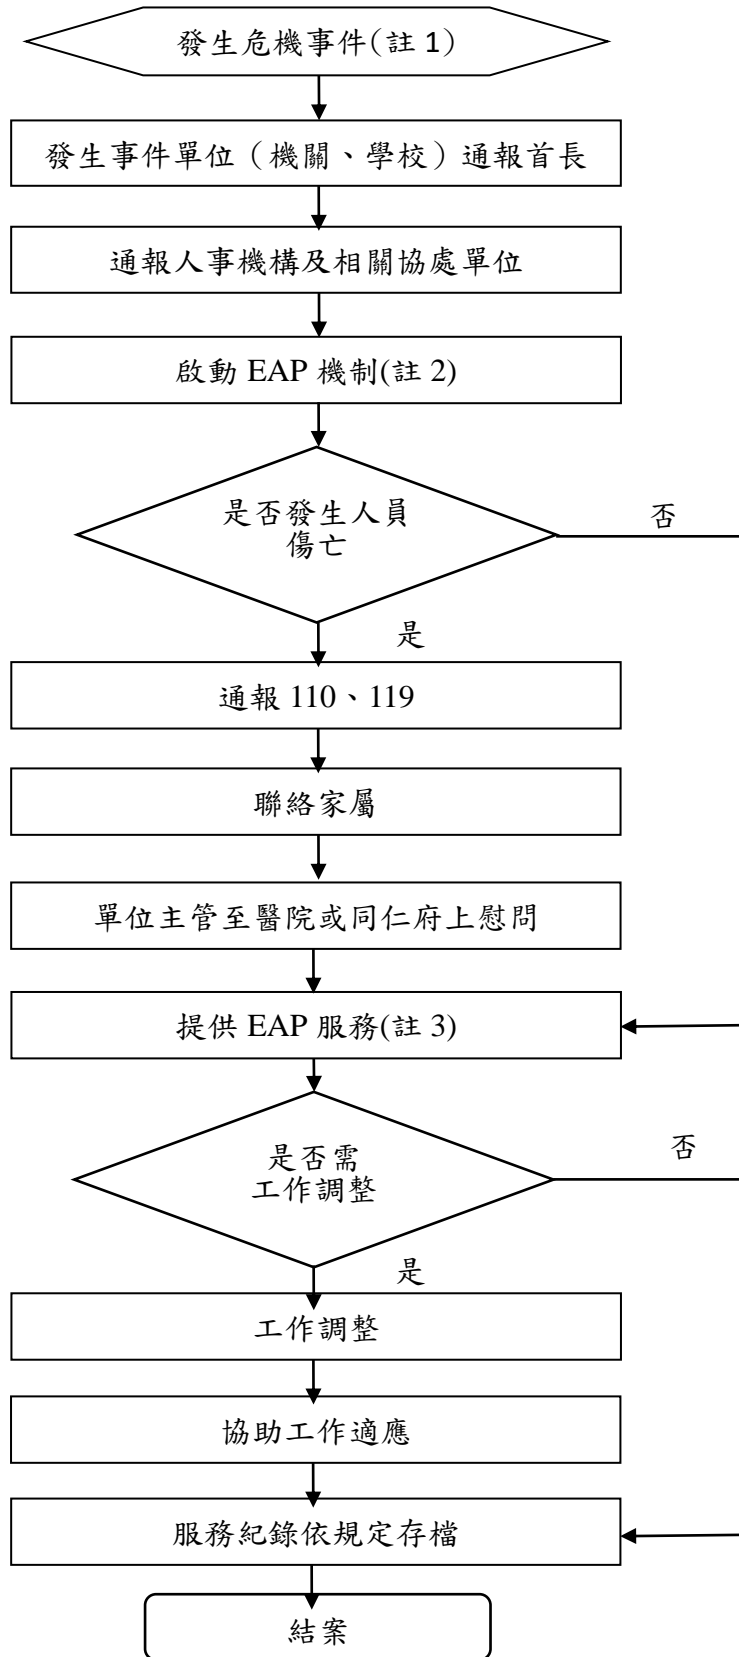 發生危機事件(註 1)
發生事件單位（機關、學校）通報首長
通報人事機構及相關協處單位
啟動 EAP 機制(註 2)
是否發生人員
傷亡
否
是
通報 110、119
聯絡家屬
單位主管至醫院或同仁府上慰問
提供 EAP 服務(註 3)
是否需
工作調整
否
是
工作調整
協助工作適應
服務紀錄依規定存檔
結案